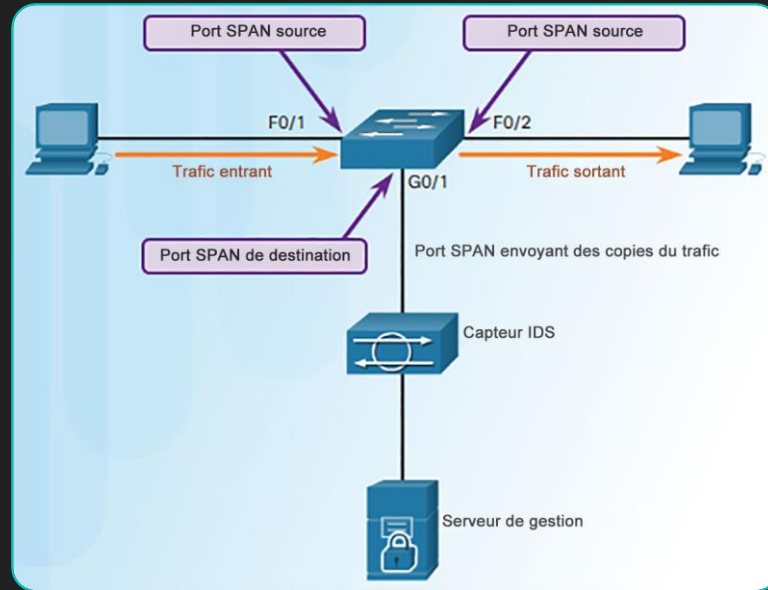 Port SPAN source
Port SPAN source
F0/1
F0/2
Trafic entrant
Trafic sortant
G0/1
Port SPAN de destination
Port SPAN envoyant des copies du trafic
Capteur IDS
Serveur de gestion